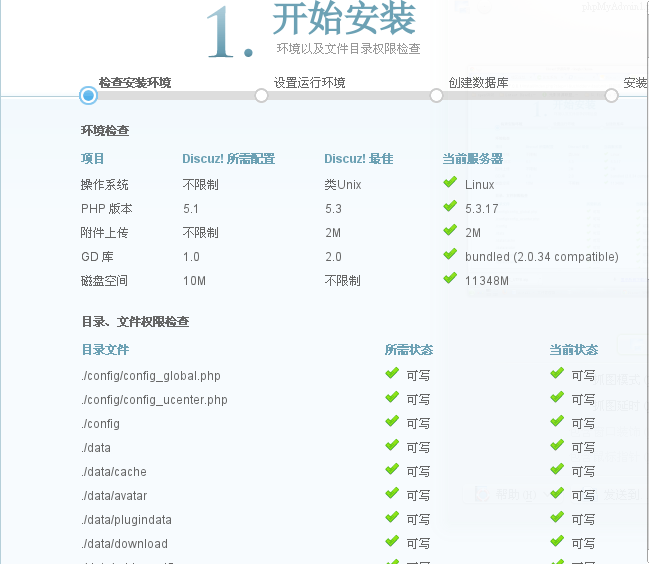 1. 开始安装
环境以及文件目录权限检查
检查安装环境 设置运行环境 创建数据库 安装
环境检查
项目 Discuz! 所需配置 Discuz! 最佳 当前服务器
操作系统 不限制 类Unix Linux
PHP 版本 5.1 5.3 5.3.17
附件上传 不限制 2M 2M
GD 库 1.0 2.0 bundled (2.0.34 compatible)
磁盘空间 10M 不限制 11348M
目录、文件权限检查
目录文件 所需状态 当前状态
./config/config_global.php 可写 可写
./config/config_ucenter.php 可写 可写
./config 可写 可写
./data 可写 可写
./data/cache 可写 可写
./data/avatar 可写 可写
./data/plugindata 可写 可写
./data/download 可写 可写